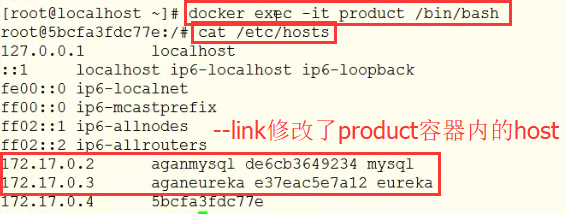 [root@localhost ~]# docker exec -it product /bin/bash
root@5bcfa3fdc77e:/# cat /etc/hosts
127.0.0.1 localhost
::1 localhost ip6-localhost ip6-loopback
fe00::0 ip6-localnet
ff00::0 ip6-mcastprefix
ff02::1 ip6-allnodes
ff02::2 ip6-allrouters
--link修改了product容器内的host
172.17.0.2 aganmysql de6cb3649234 mysql
172.17.0.3 aganeureka e37eac5e7a12 eureka
172.17.0.4 5bcfa3fdc77e